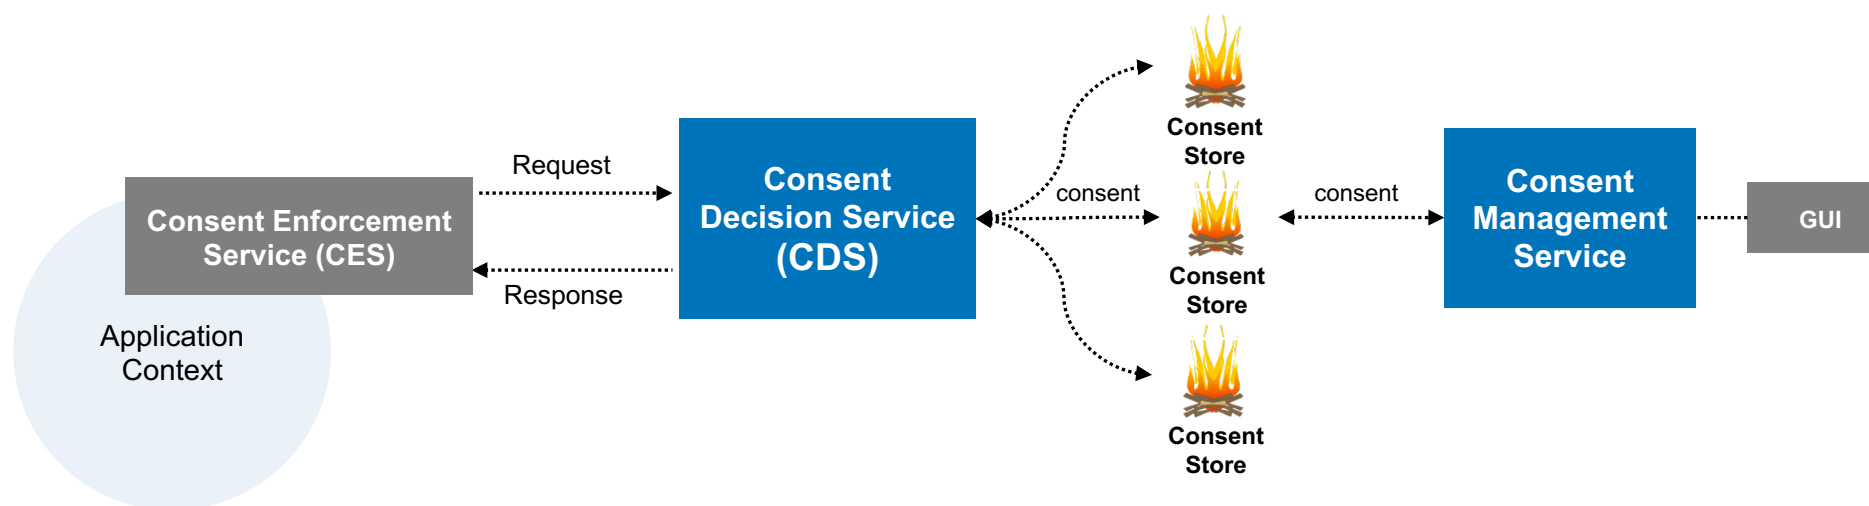 Request
Consent Enforcement
Service (CES)
Response
Application
Context
Consent
Decision Service
(CDS)
Consent
Store
consent
Consent
Store
Consent
Store
consent
Consent
Management
Service
GUI